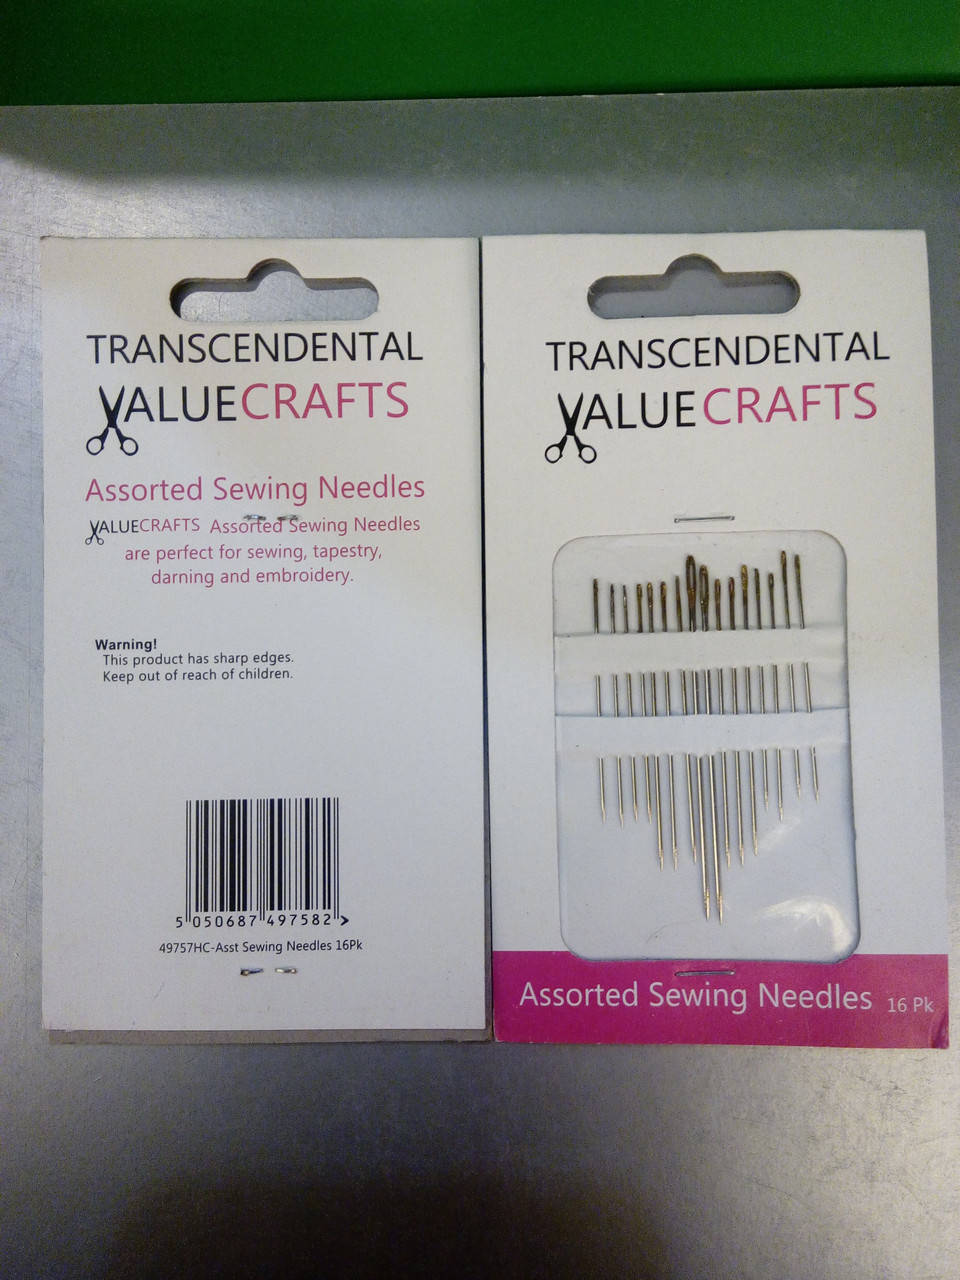 TRANSCENDENTAL
VALUECRAFTS
Assorted Sewing Needles
VALUECRAFTS Assorted Sewing Needles
are perfect for sewing, tapestry,
darning and embroidery.
Warning!
This product has sharp edges.
Keep out of reach of children.
5 050687 497582 >
49757HC-Asst Sewing Needles 16Pk
TRANSCENDENTAL
VALUECRAFTS
Assorted Sewing Needles 16 Pk